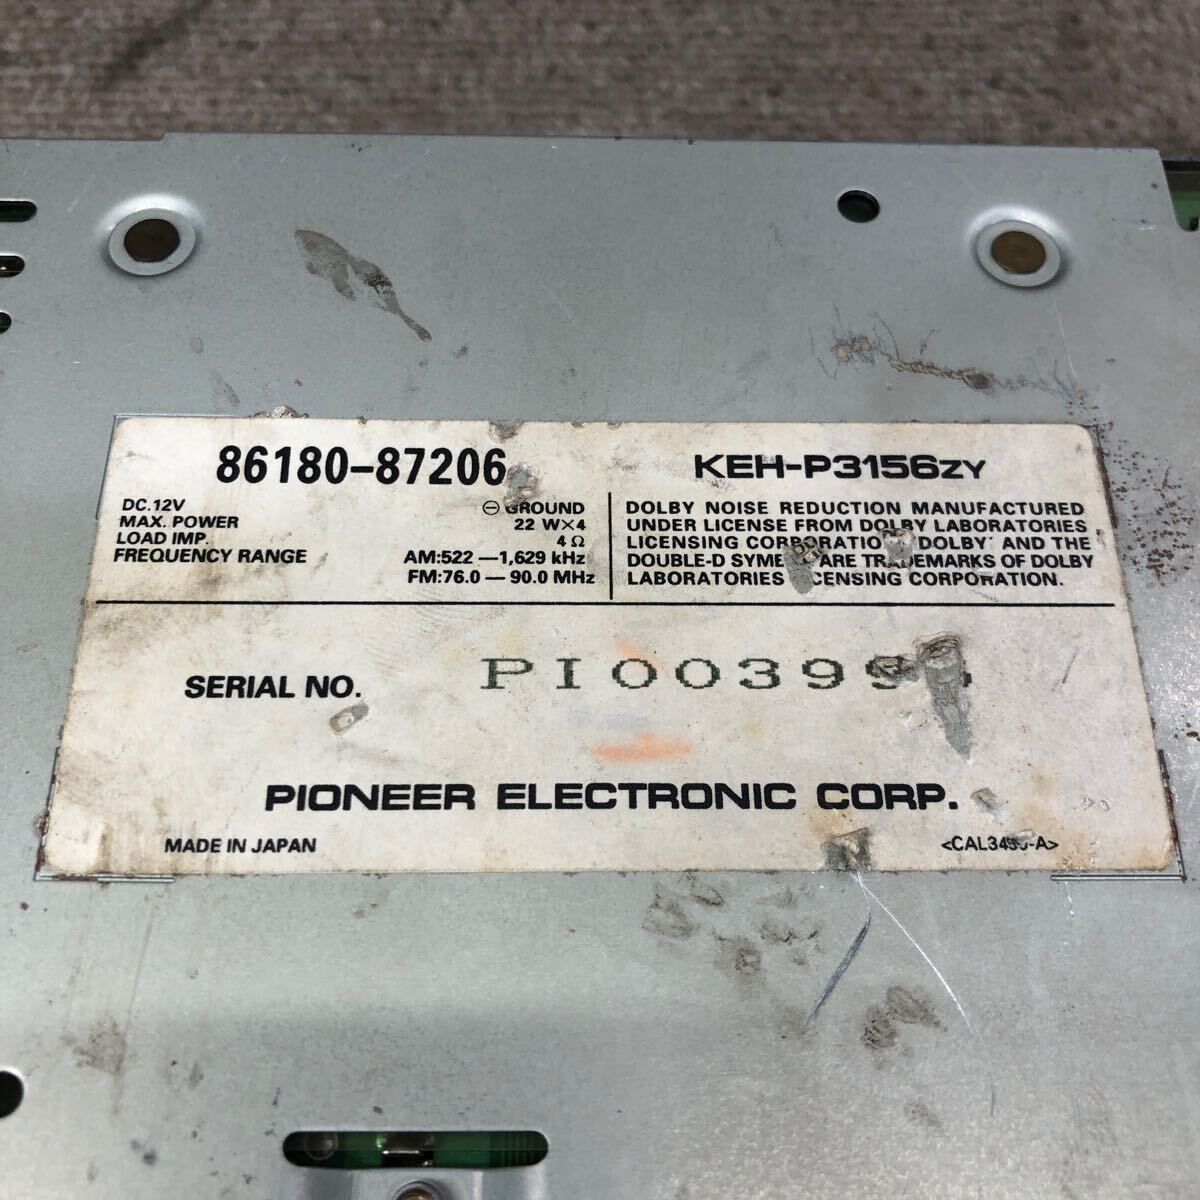 86180-87206
KEH-P3156ZY
DC.12V ⊖ GROUND
MAX. POWER 22 W×4
LOAD IMP. 4 Ω
FREQUENCY RANGE AM:522 — 1,629 kHz
FM:76.0 — 90.0 MHz
DOLBY NOISE REDUCTION MANUFACTURED
UNDER LICENSE FROM DOLBY LABORATORIES
LICENSING CORPORATIO DOLBY' AND THE
DOUBLE-D SYMB ARE TRADEMARKS OF DOLBY
LABORATORIES CENSING CORPORATION.
SERIAL NO.
PIONEER ELECTRONIC CORP.
MADE IN JAPAN